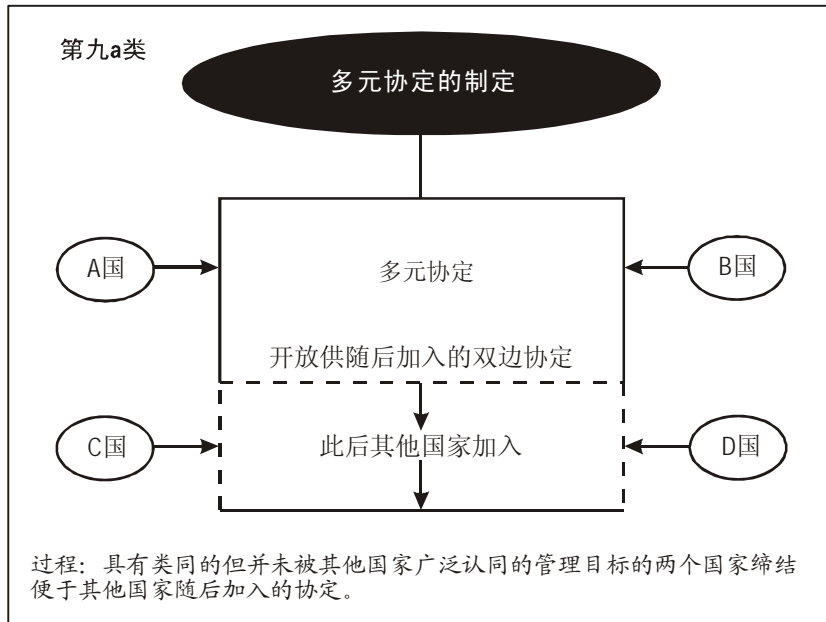 第九a类
多元协定的制定
A国
多元协定
B国
开放供随后加入的双边协定
C国
此后其他国家加入
D国
过程：具有类同的但并未被其他国家广泛认同的管理目标的两个国家缔结
便于其他国家随后加入的协定。